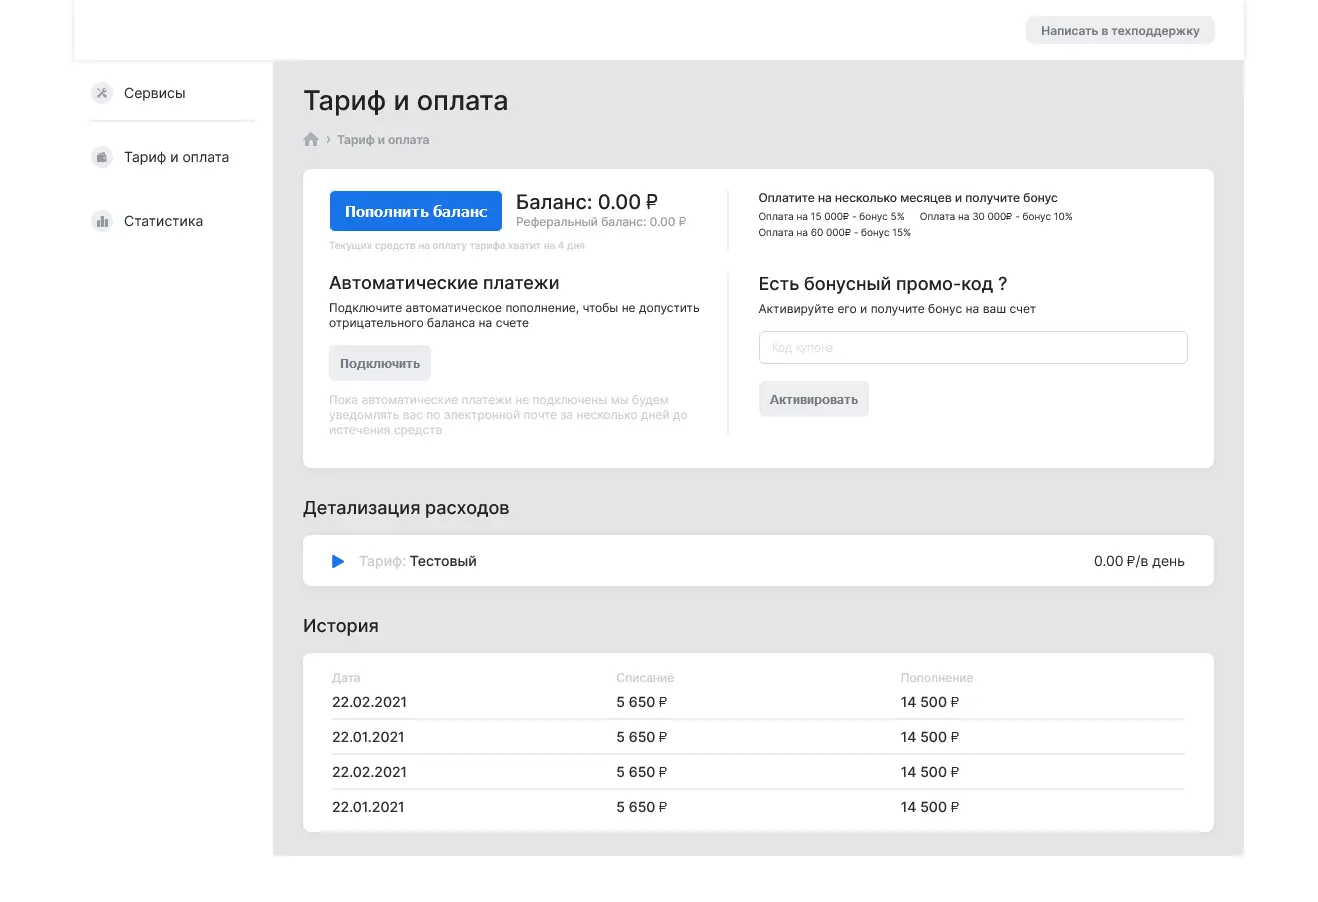 Написать в техподдержку
Сервисы
Тариф и оплата
Статистика
Тариф и оплата
› Тариф и оплата
Пополнить баланс
Баланс: 0.00 ₽
Реферальный баланс: 0.00 ₽
Текущих средств на оплату тарифа хватит на 4 дня
Оплатите на несколько месяцев и получите бонус
Оплата на 15 000₽ - бонус 5% Оплата на 30 000₽ - бонус 10%
Оплата на 60 000₽ - бонус 15%
Автоматические платежи
Подключите автоматическое пополнение, чтобы не допустить
отрицательного баланса на счете
Подключить
Пока автоматические платежи не подключены мы будем
уведомлять вас по электронной почте за несколько дней до
истечения средств
Есть бонусный промо-код ?
Активируйте его и получите бонус на ваш счет
Код купона
Активировать
Детализация расходов
Тариф: Тестовый 0.00 ₽/в день
История
Дата Списание Пополнение
22.02.2021 5 650 ₽ 14 500 ₽
22.01.2021 5 650 ₽ 14 500 ₽
22.02.2021 5 650 ₽ 14 500 ₽
22.01.2021 5 650 ₽ 14 500 ₽